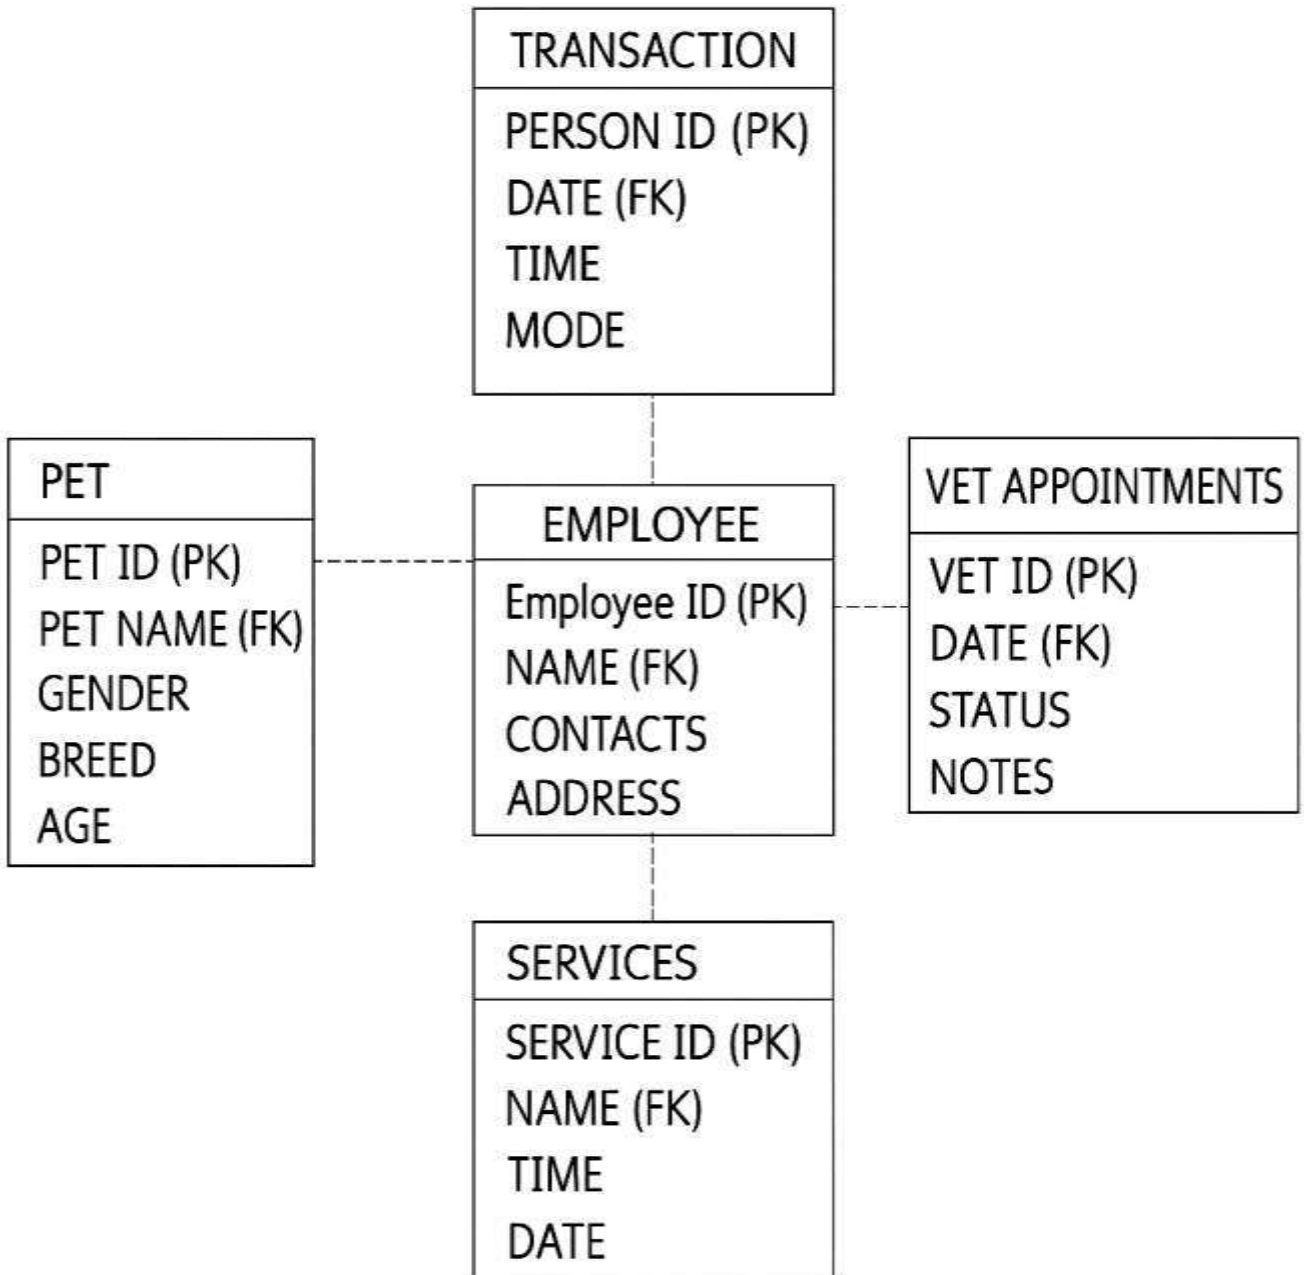 TRANSACTION
PERSON ID (PK)
DATE (FK)
TIME
MODE
PET
PET ID (PK)
PET NAME (FK)
GENDER
BREED
AGE
EMPLOYEE
Employee ID (PK)
NAME (FK)
CONTACTS
ADDRESS
VET APPOINTMENTS
VET ID (PK)
DATE (FK)
STATUS
NOTES
SERVICES
SERVICE ID (PK)
NAME (FK)
TIME
DATE